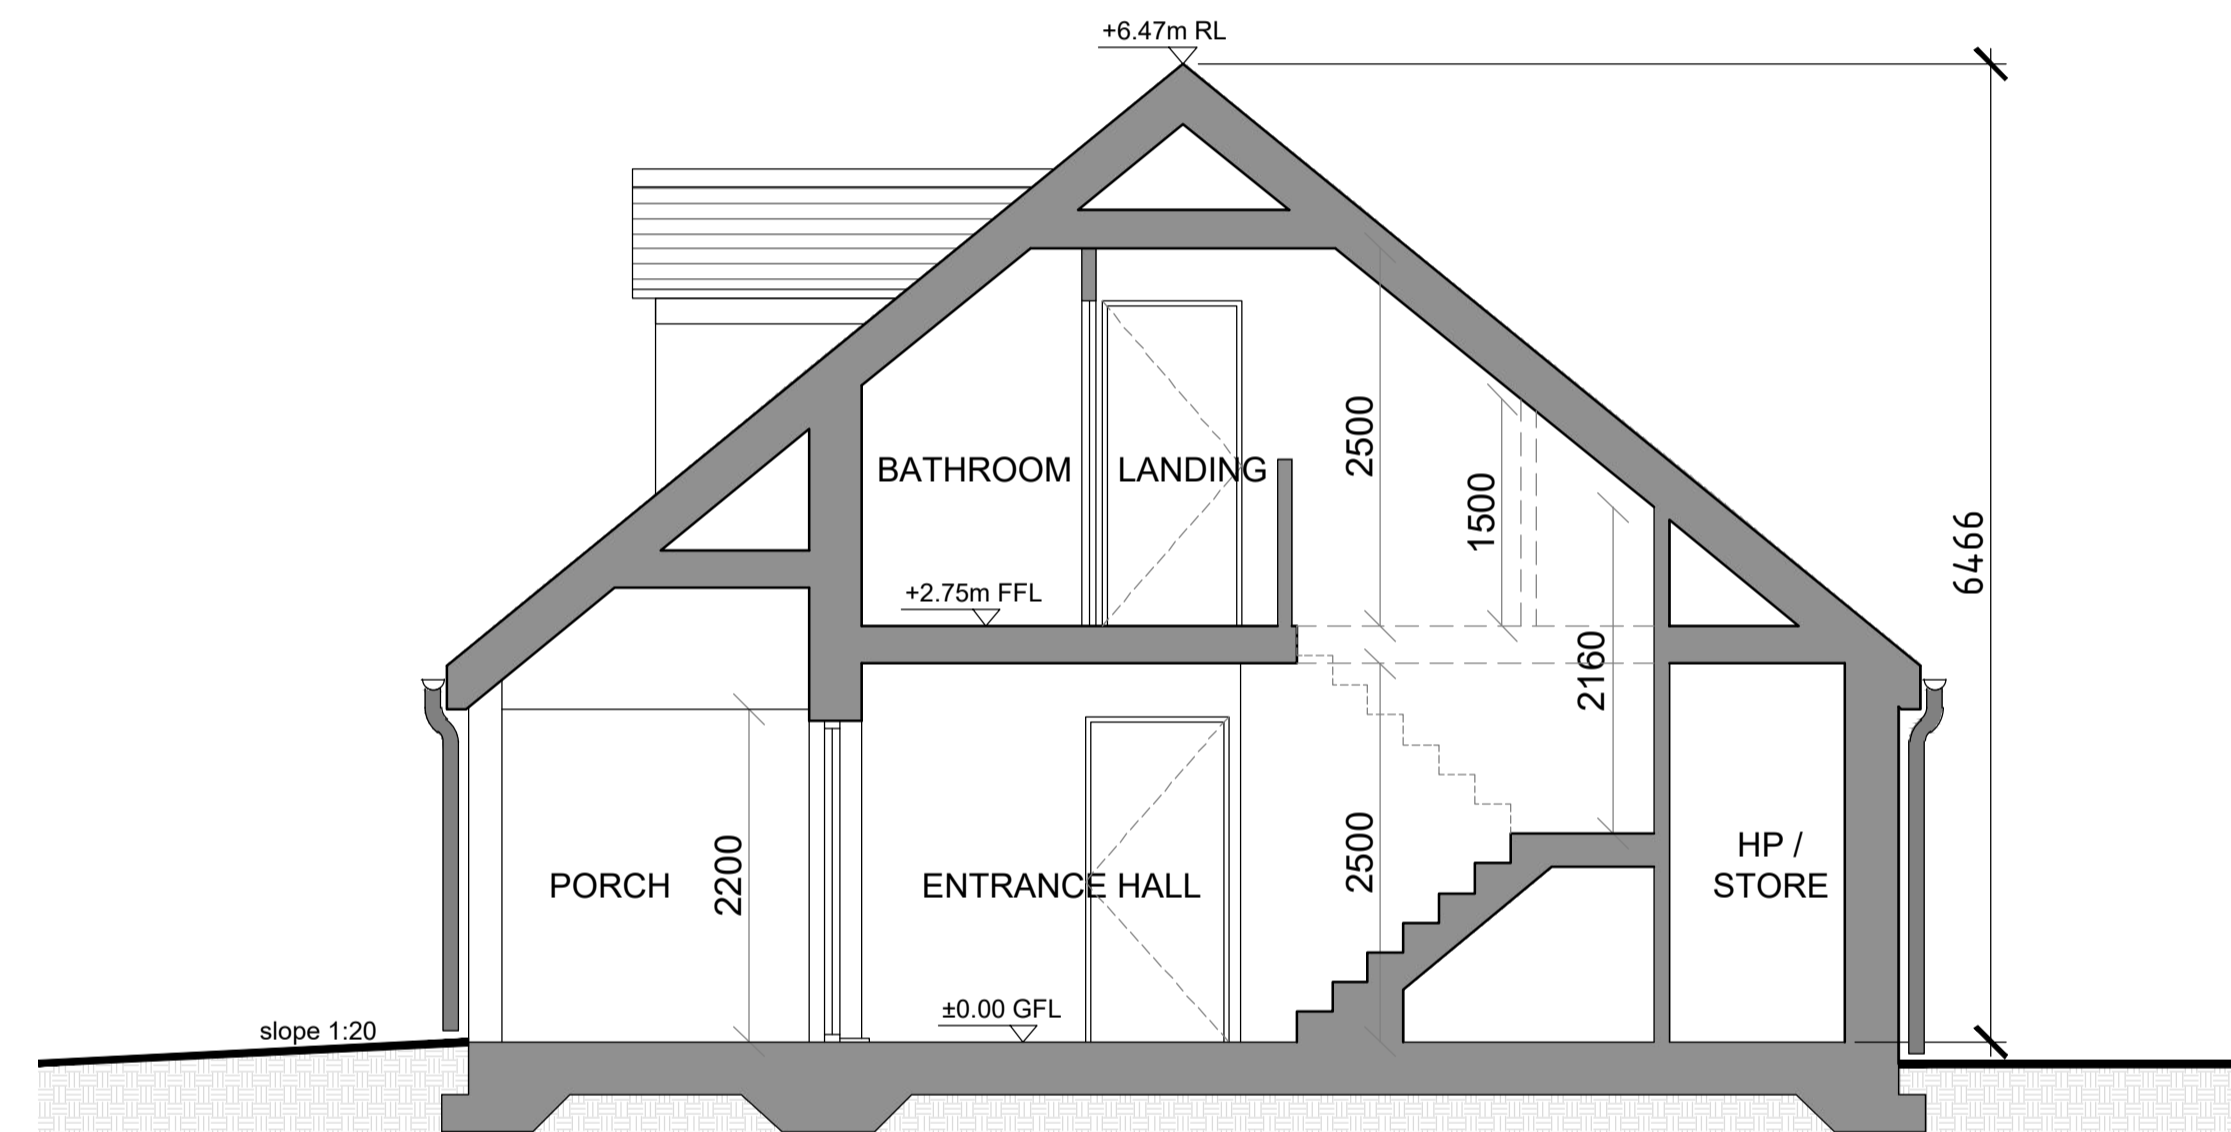 +6.47m RL
BATHROOM
LANDING
2500
1500
6466
+2.75m FFL
2160
PORCH
2200
ENTRANCE HALL
2500
HP /
STORE
±0.00 GFL
slope 1:20